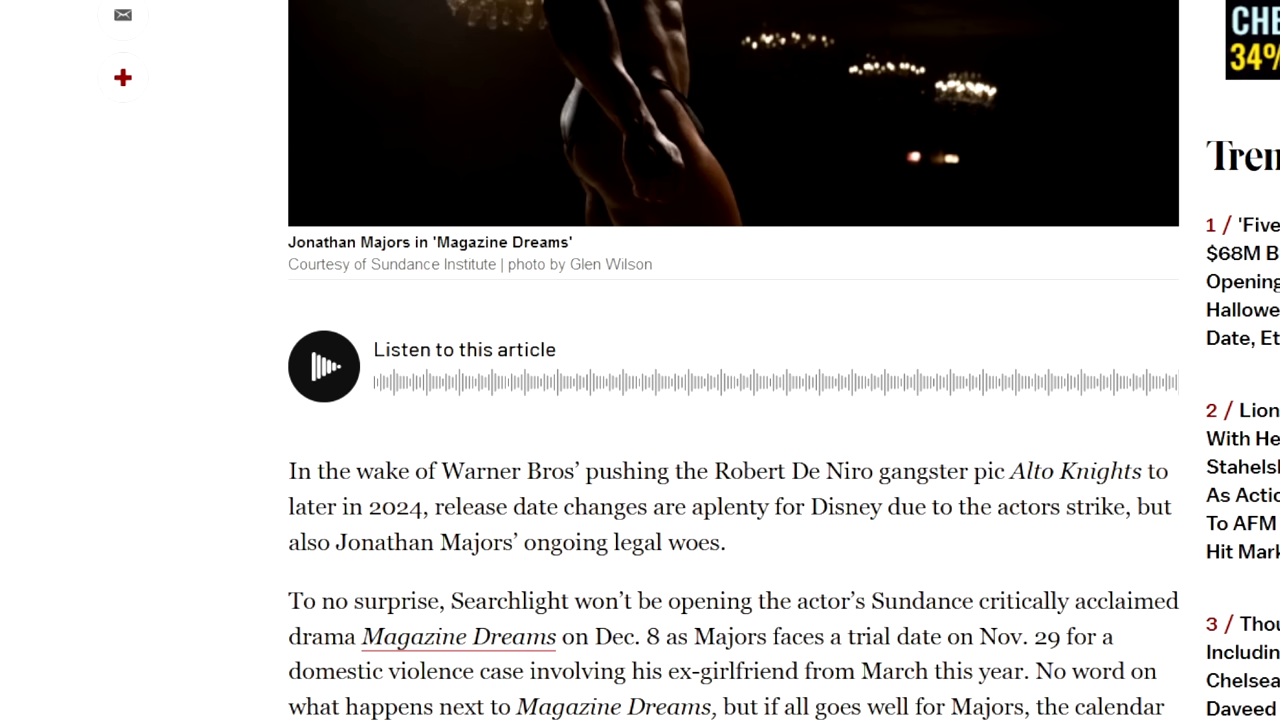 CHE
34%
Jonathan Majors in 'Magazine Dreams'
Courtesy of Sundance Institute | photo by Glen Wilson
Listen to this article
In the wake of Warner Bros’ pushing the Robert De Niro gangster pic Alto Knights to
later in 2024, release date changes are aplenty for Disney due to the actors strike, but
also Jonathan Majors’ ongoing legal woes.
To no surprise, Searchlight won’t be opening the actor’s Sundance critically acclaimed
drama Magazine Dreams on Dec. 8 as Majors faces a trial date on Nov. 29 for a
domestic violence case involving his ex-girlfriend from March this year. No word on
what happens next to Magazine Dreams, but if all goes well for Majors, the calendar
Tren
1 / 'Five
$68M B
Opening
Hallowe
Date, Et
2 / Lion
With He
Stahelsk
As Actio
To AFM
Hit Mark
3 / Thou
Includin
Chelsea
Daveed